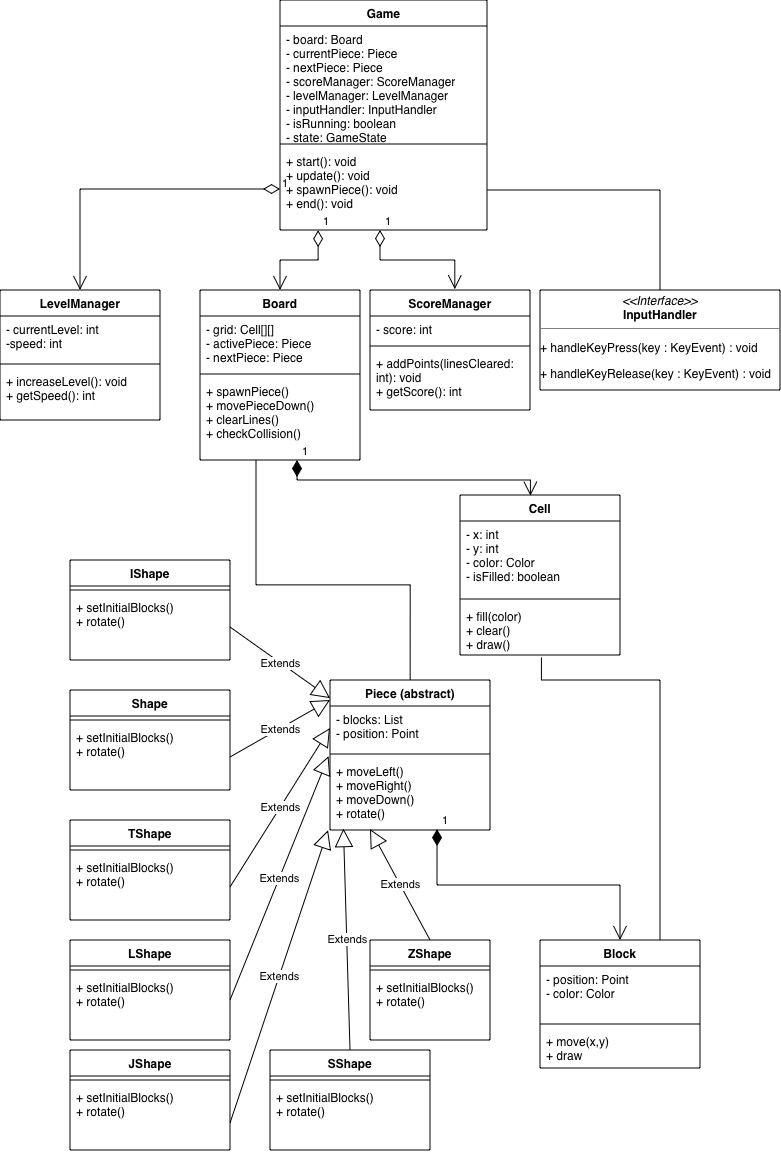 Game
- board: Board
- currentPiece: Piece
- nextPiece: Piece
- scoreManager: ScoreManager
- levelManager: LevelManager
- inputHandler: InputHandler
- isRunning: boolean
- state: GameState
+ start(): void
+ update(): void
+ spawnPiece(): void
+ end(): void
1
1
1
LevelManager
- currentLevel: int
-speed: int
+ increaseLevel(): void
+ getSpeed(): int
Board
- grid: Cell[][]
- activePiece: Piece
- nextPiece: Piece
+ spawnPiece()
+ movePieceDown()
+ clearLines()
+ checkCollision()
1
ScoreManager
- score: int
+ addPoints(linesCleared:
int): void
+ getScore(): int
<<Interface>>
InputHandler
+ handleKeyPress(key : KeyEvent) : void
+ handleKeyRelease(key : KeyEvent) : void
Cell
- x: int
- y: int
- color: Color
- isFilled: boolean
+ fill(color)
+ clear()
+ draw()
IShape
+ setInitialBlocks()
+ rotate()
Extends
Shape
+ setInitialBlocks()
+ rotate()
Extends
Piece (abstract)
- blocks: List
- position: Point
+ moveLeft()
+ moveRight()
+ moveDown()
+ rotate()
1
TShape
+ setInitialBlocks()
+ rotate()
Extends
LShape
+ setInitialBlocks()
+ rotate()
Extends
JShape
+ setInitialBlocks()
+ rotate()
Extends
SShape
+ setInitialBlocks()
+ rotate()
Extends
ZShape
+ setInitialBlocks()
+ rotate()
Extends
Block
- position: Point
- color: Color
+ move(x,y)
+ draw